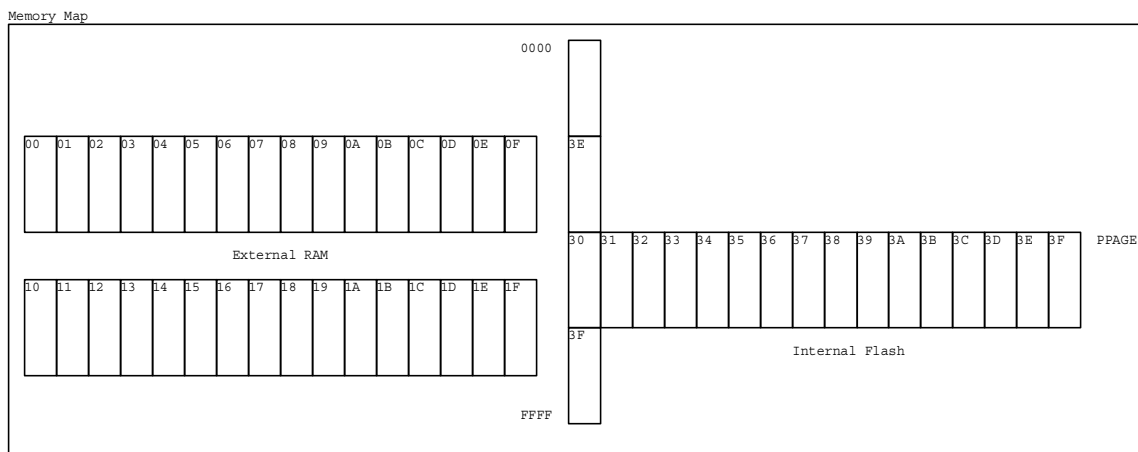 Memory Map
0000
00 01 02 03 04 05 06 07 08 09 0A 0B 0C 0D 0E 0F 3E
External RAM
30 31 32 33 34 35 36 37 38 39 3A 3B 3C 3D 3E 3F PPAGE
10 11 12 13 14 15 16 17 18 19 1A 1B 1C 1D 1E 1F
3F
Internal Flash
FFFF